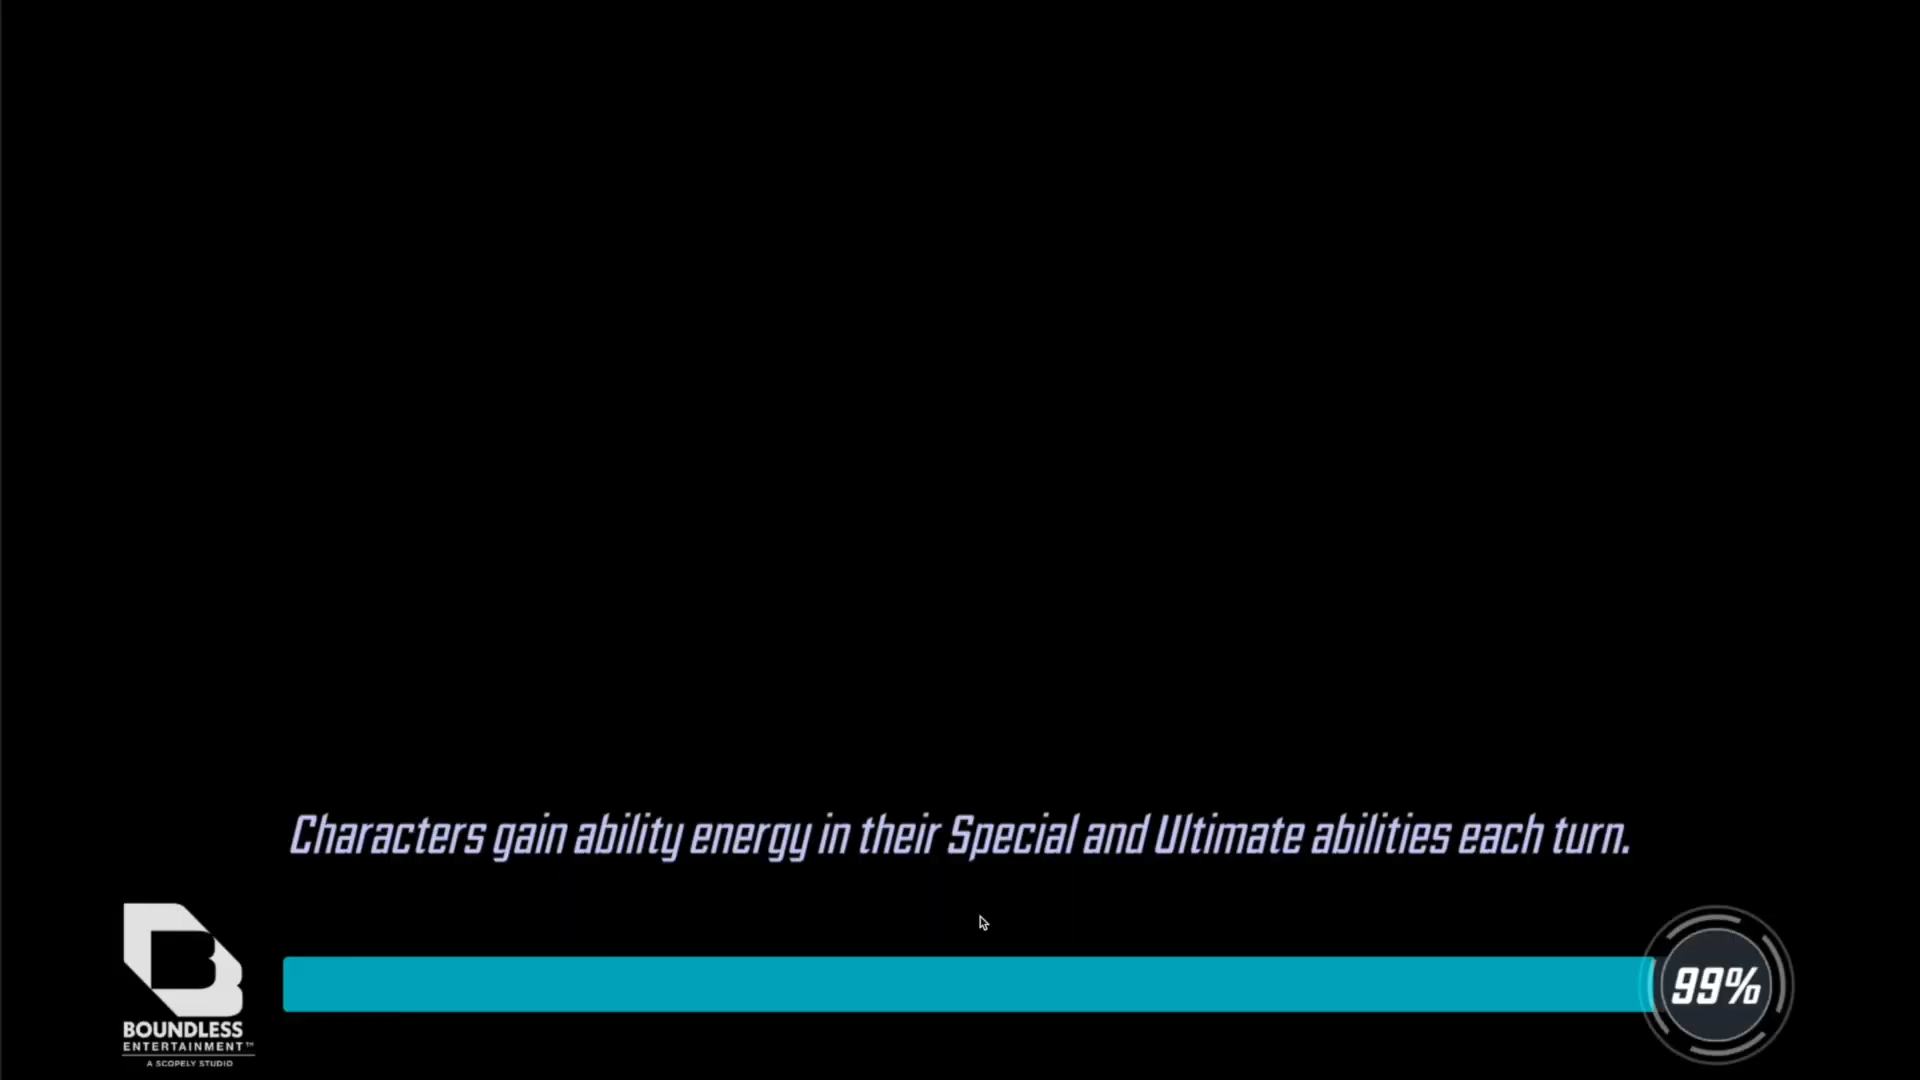 Characters gain ability energy in their Special and Ultimate abilities each turn.
99%
BOUNDLESS
ENTERTAINMENT™
A SCOPELY STUDIO